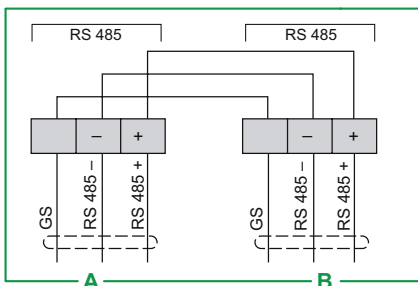 RS 485
RS 485
– +
– +
GS
RS 485 –
RS 485 +
GS
RS 485 –
RS 485 +
A
B